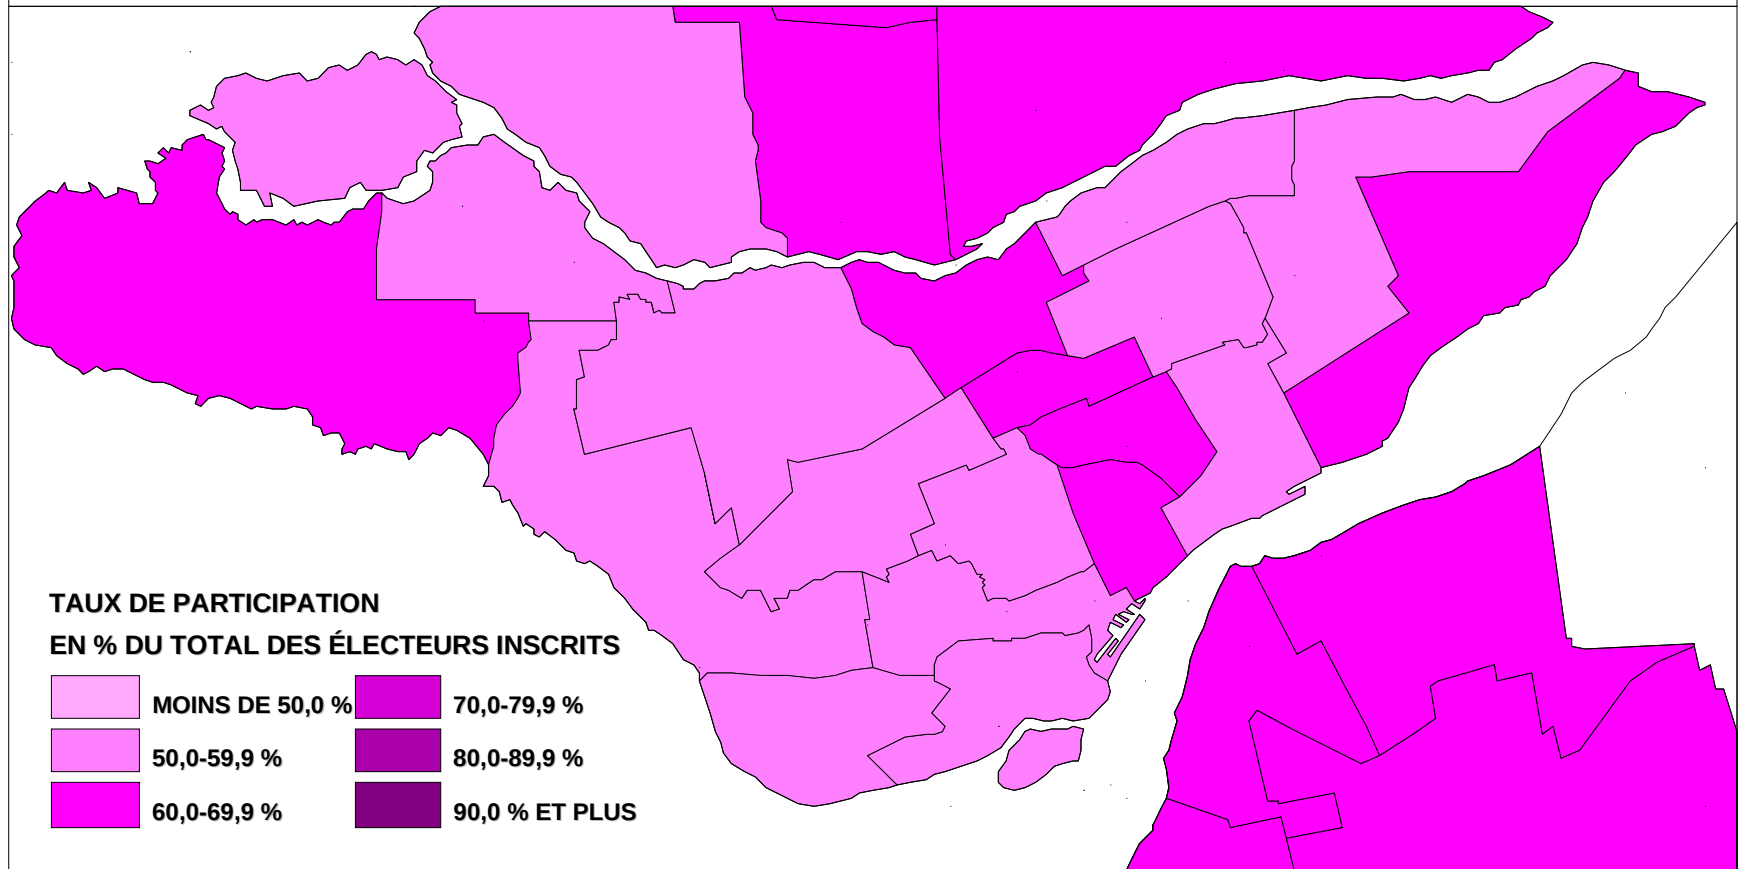 TAUX DE PARTICIPATION
EN % DU TOTAL DES ÉLECTEURS INSCRITS
MOINS DE 50,0 %
50,0-59,9 %
60,0-69,9 %
70,0-79,9 %
80,0-89,9 %
90,0 % ET PLUS